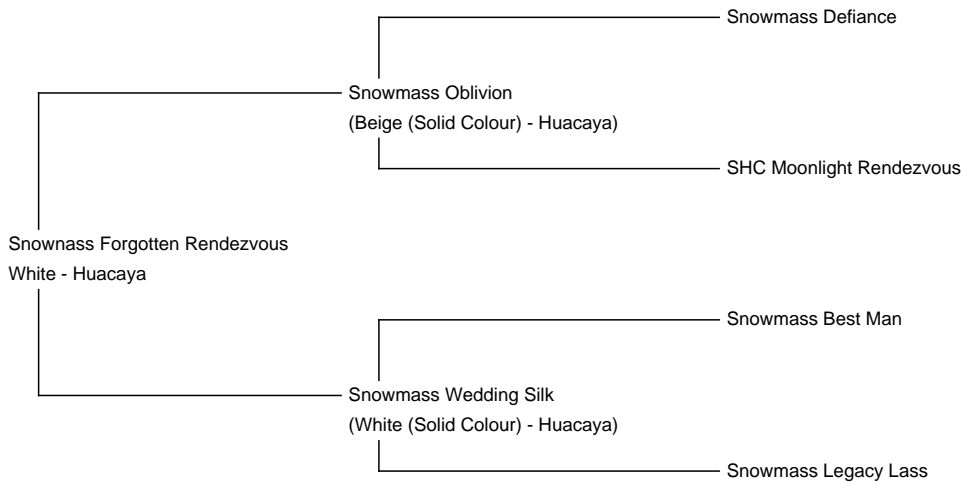 Snowmass Defiance
Snowmass Oblivion
(Beige (Solid Colour) - Huacaya)
SHC Moonlight Rendezvous
Snownass Forgotten Rendezvous
White - Huacaya
Snowmass Best Man
Snowmass Wedding Silk
(White (Solid Colour) - Huacaya)
Snowmass Legacy Lass